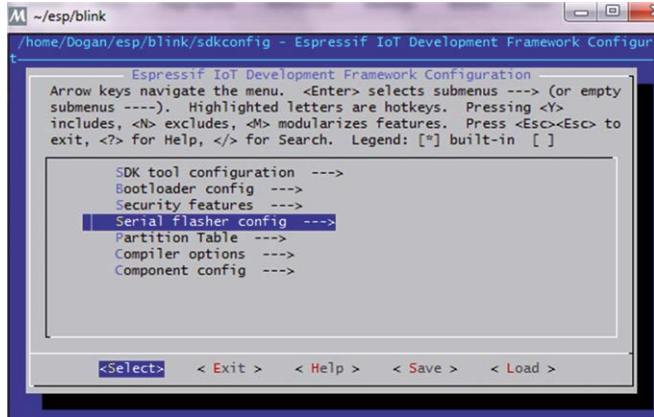 M ~/esp/blink
/home/Dogan/esp/blink/sdkconfig - Espressif IoT Development Framework Configur
t
Espressif IoT Development Framework Configuration
Arrow keys navigate the menu.  <Enter> selects submenus ---> (or empty
submenus ----).  Highlighted letters are hotkeys.  Pressing <Y>
includes, <N> excludes, <M> modularizes features.  Press <Esc><Esc> to
exit, <?> for Help, </> for Search.  Legend: [*] built-in  [ ]
SDK tool configuration  --->
Bootloader config  --->
Security features  --->
Serial flasher config  --->
Partition Table  --->
Compiler options  --->
Component config  --->
<Select>    < Exit >    < Help >    < Save >    < Load >